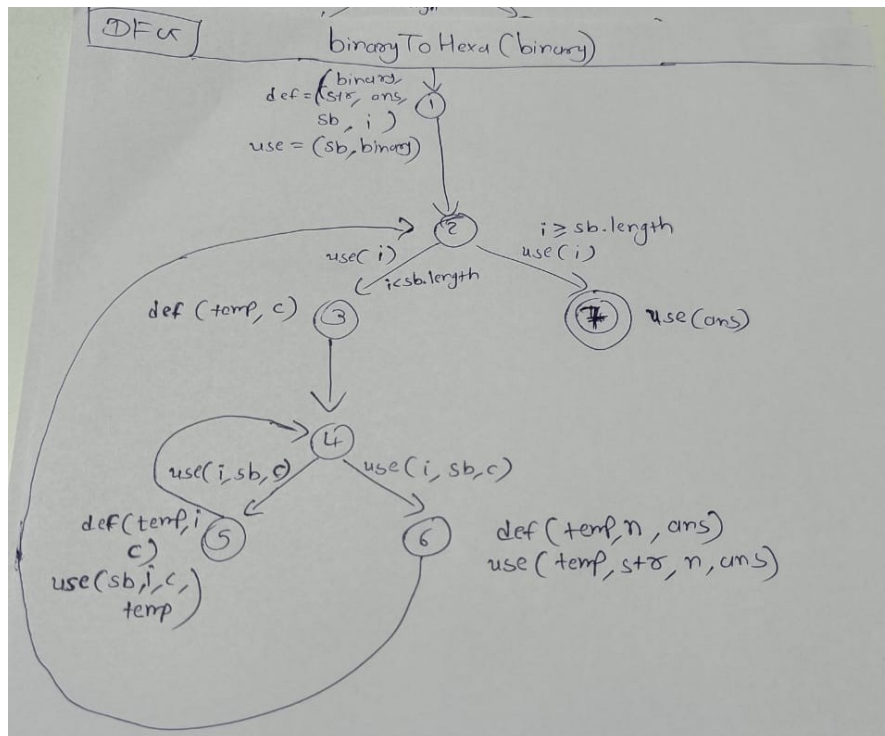 DFG
binaryToHexa (binary)
def = (binary,
str, ans,
sb, i)
use = (sb, binary)
1
2
use( i)
i<sb.length
i ≥ sb.length
use( i)
def (temp, c)
3
7
use(ans)
4
use(i, sb, c)
use( i, sb, c)
def(temp, i
c)
use(sb, i, c,
temp)
5
6
def( temp, n, ans)
use( temp, str, n, ans)